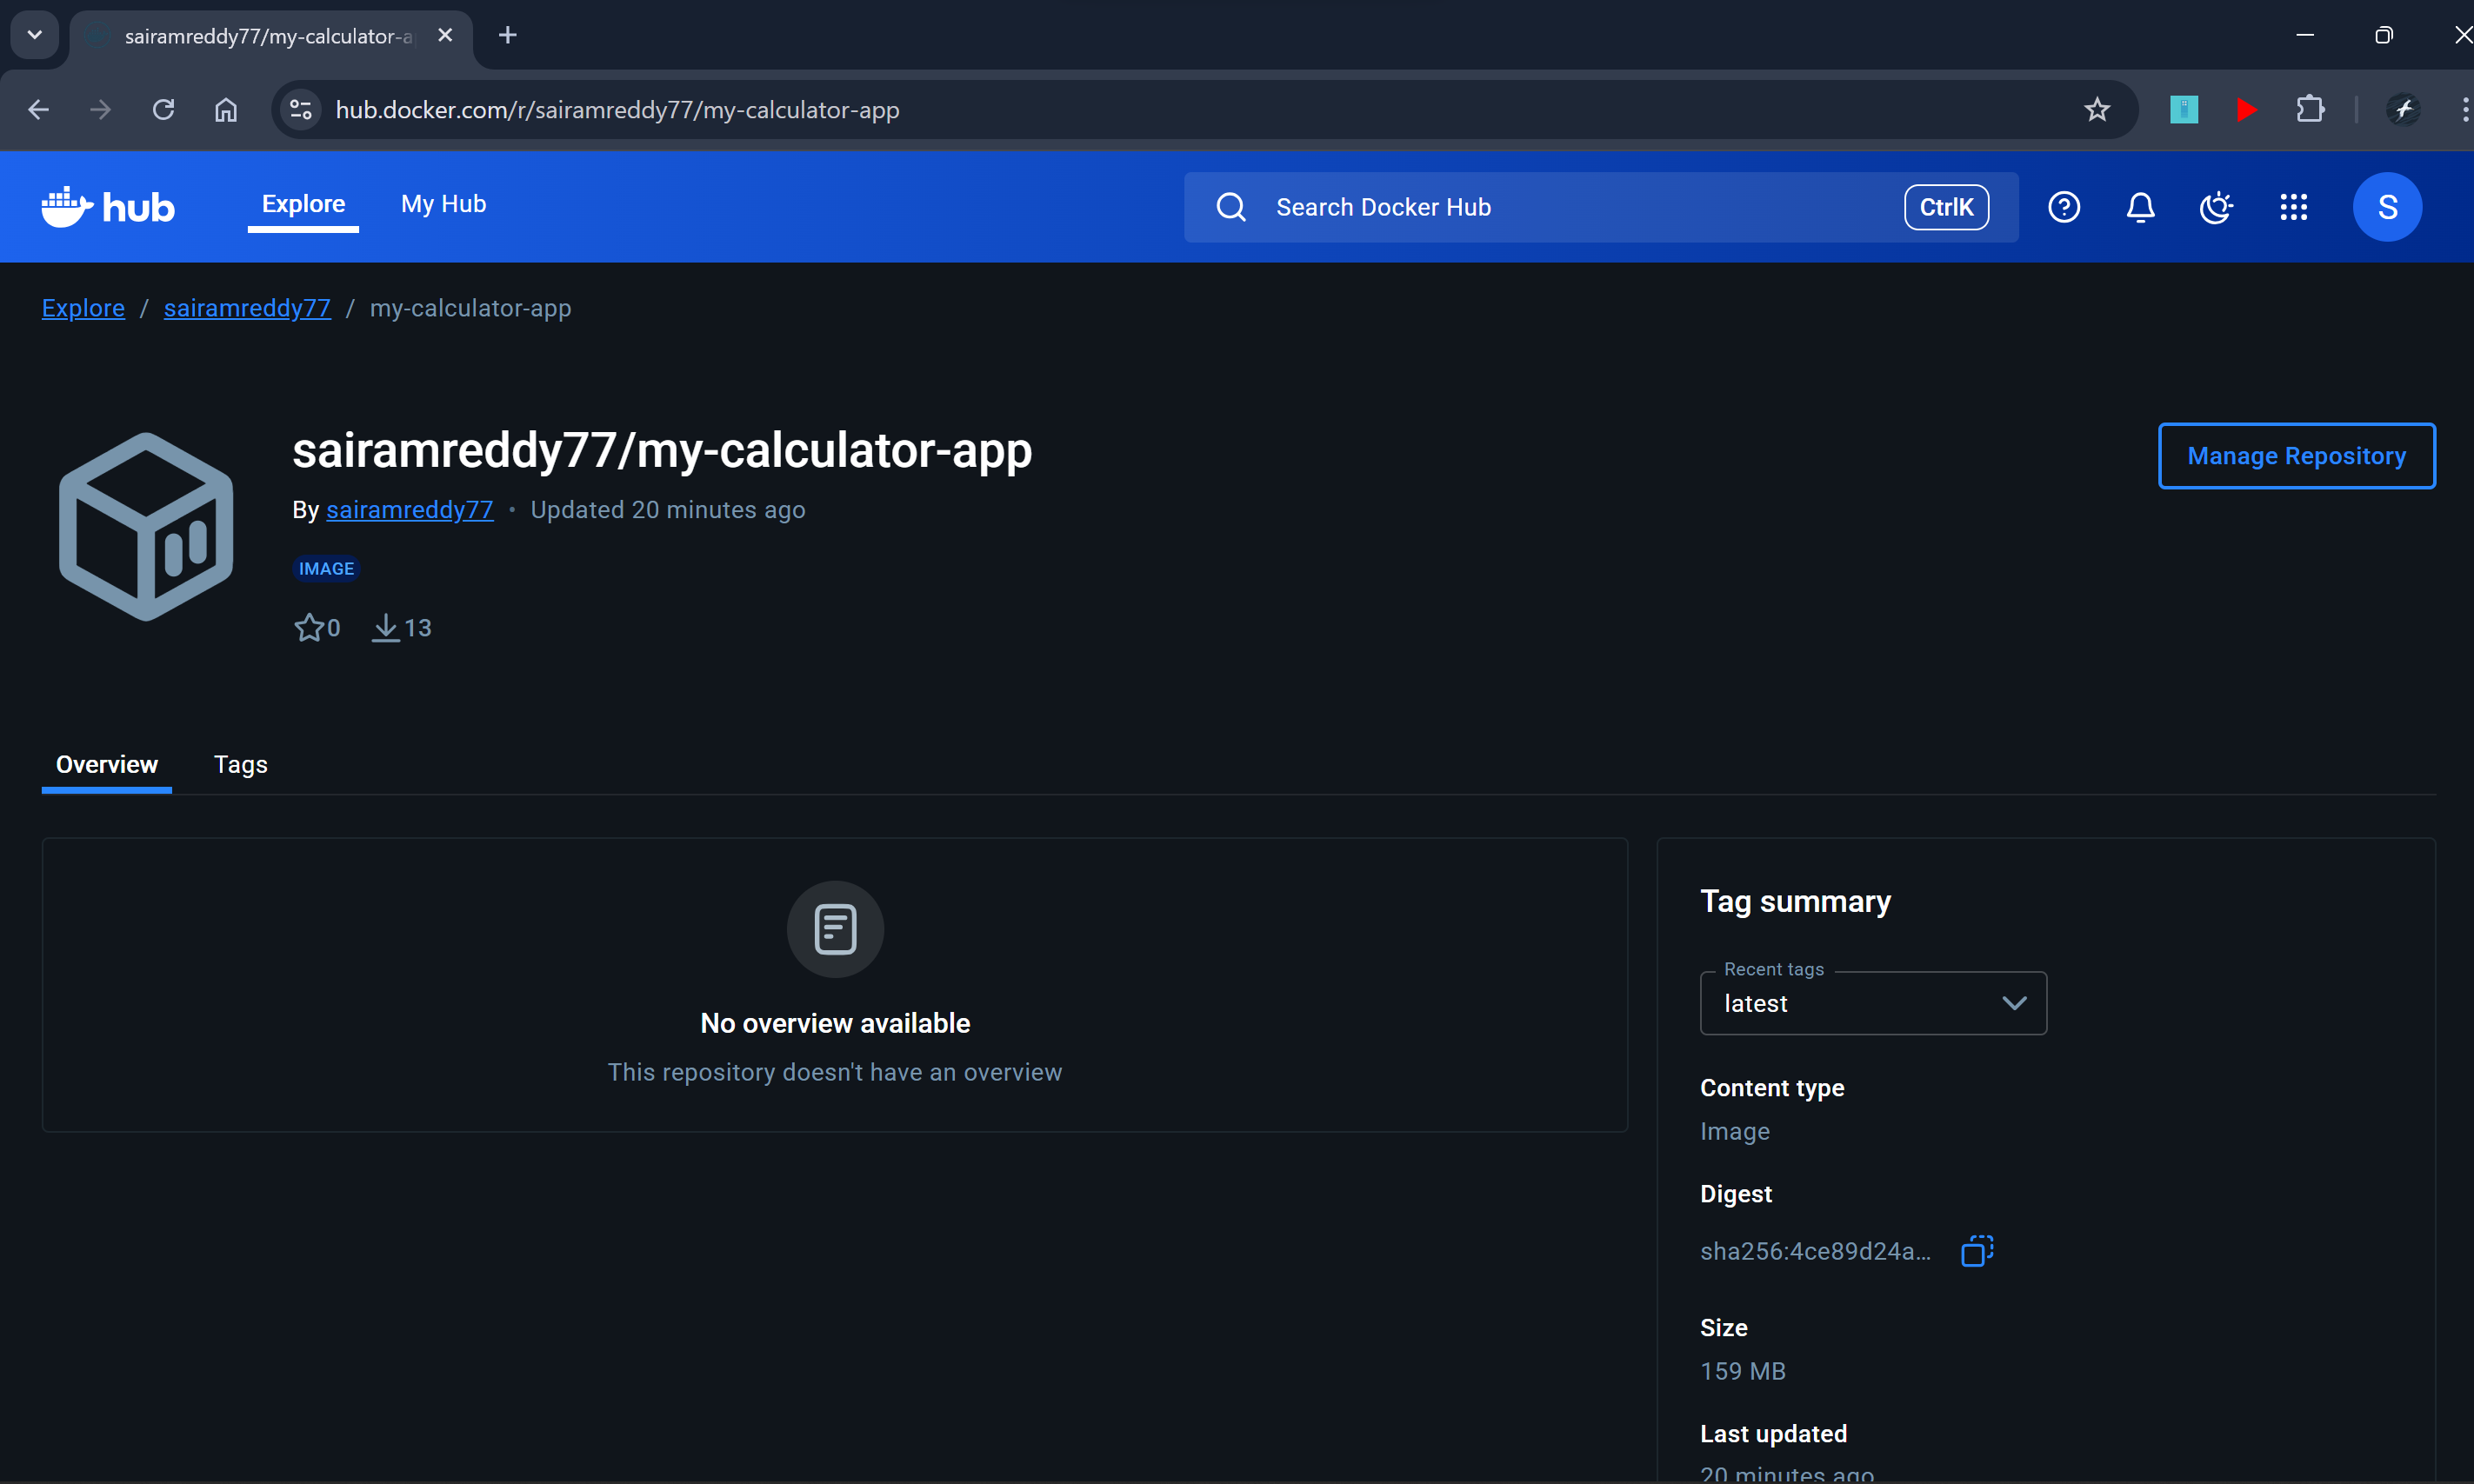 sairamreddy77/my-calculator-a
hub.docker.com/r/sairamreddy77/my-calculator-app
hub
Explore
My Hub
Search Docker Hub
CtrlK
S
Explore / sairamreddy77 / my-calculator-app
sairamreddy77/my-calculator-app
Manage Repository
By sairamreddy77 • Updated 20 minutes ago
IMAGE
0 13
Overview
Tags
No overview available
This repository doesn't have an overview
Tag summary
Recent tags
latest
Content type
Image
Digest
sha256:4ce89d24a...
Size
159 MB
Last updated
20 minutes ago